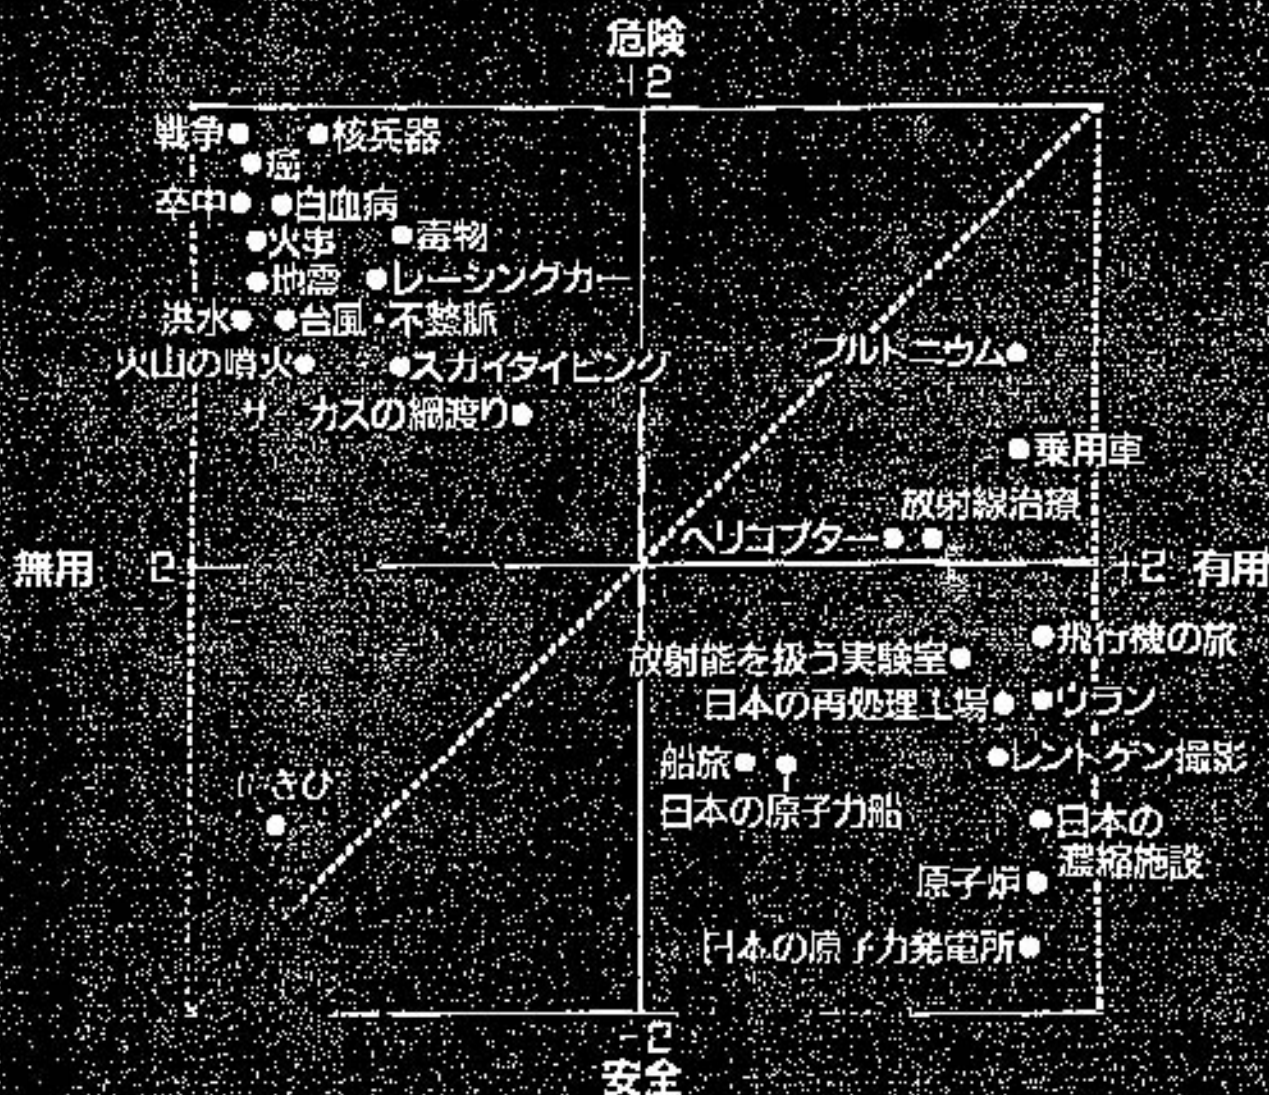 危険
+2
戦争 核兵器
癌
卒中 白血病
火事 毒物
地震 レーシングカー
洪水 台風・不整脈
火山の噴火 スカイタイビング
サーカスの綱渡り
プルトニウム
乗用車
放射線治療
ヘリコプター
無用 -2 +2 有用
飛行機の旅
放射能を扱う実験室
日本の再処理工場 ウラン
船旅 レントゲン撮影
にきび
日本の原子力船
日本の
濃縮施設
原子炉
日本の原子力発電所
-2
安全